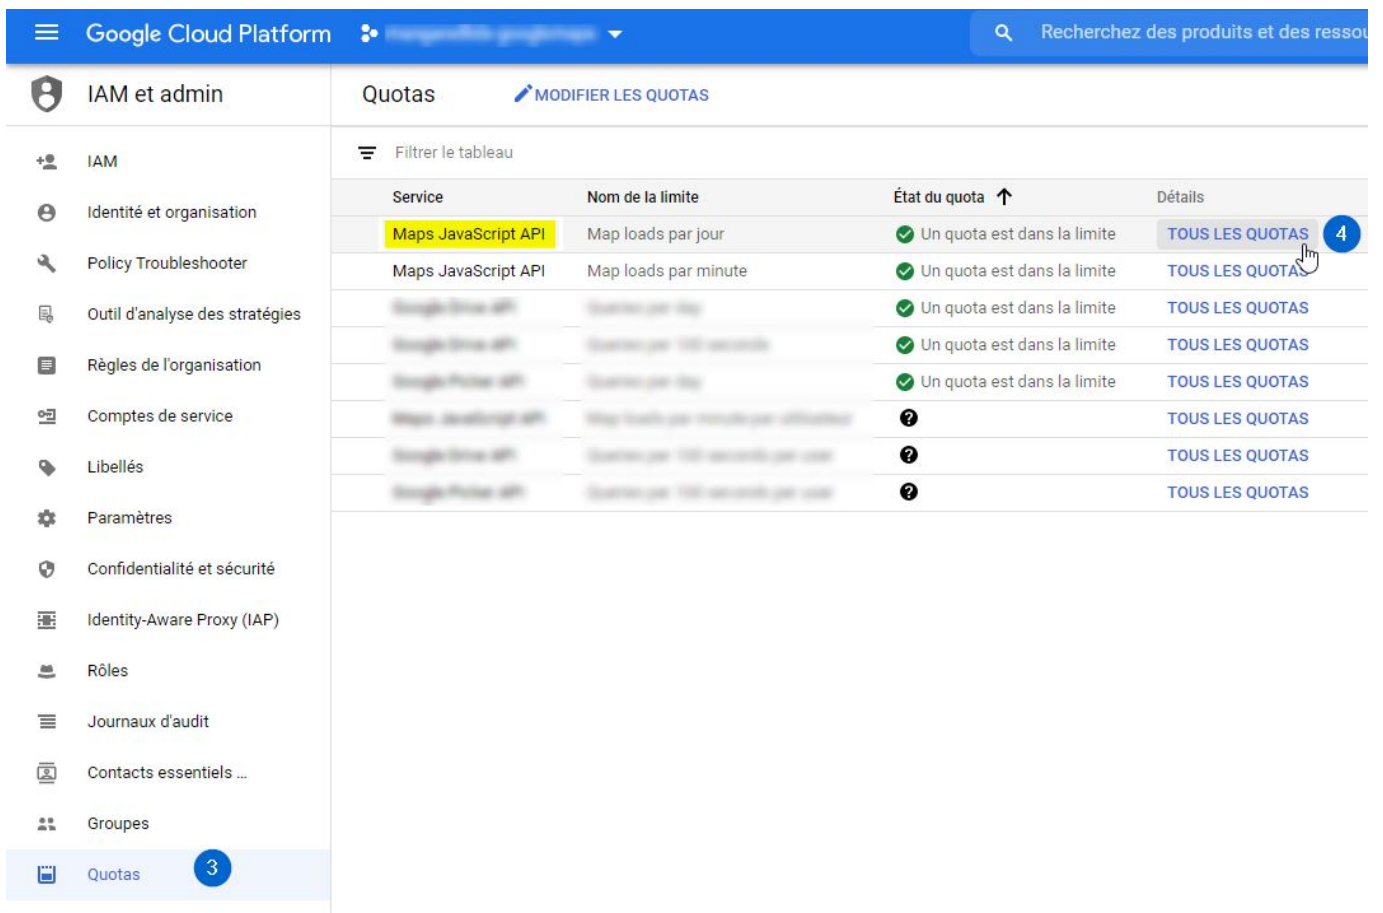 Google Cloud Platform
Recherchez des produits et des ressou
IAM et admin
Quotas
MODIFIER LES QUOTAS
Filtrer le tableau
Service Nom de la limite État du quota Détails
Maps JavaScript API Map loads par jour Un quota est dans la limite TOUS LES QUOTAS 4
Maps JavaScript API Map loads par minute Un quota est dans la limite TOUS LES QUOTAS
Un quota est dans la limite TOUS LES QUOTAS
Un quota est dans la limite TOUS LES QUOTAS
Un quota est dans la limite TOUS LES QUOTAS
TOUS LES QUOTAS
TOUS LES QUOTAS
TOUS LES QUOTAS
IAM
Identité et organisation
Policy Troubleshooter
Outil d'analyse des stratégies
Règles de l'organisation
Comptes de service
Libellés
Paramètres
Confidentialité et sécurité
Identity-Aware Proxy (IAP)
Rôles
Journaux d'audit
Contacts essentiels ...
Groupes
Quotas 3